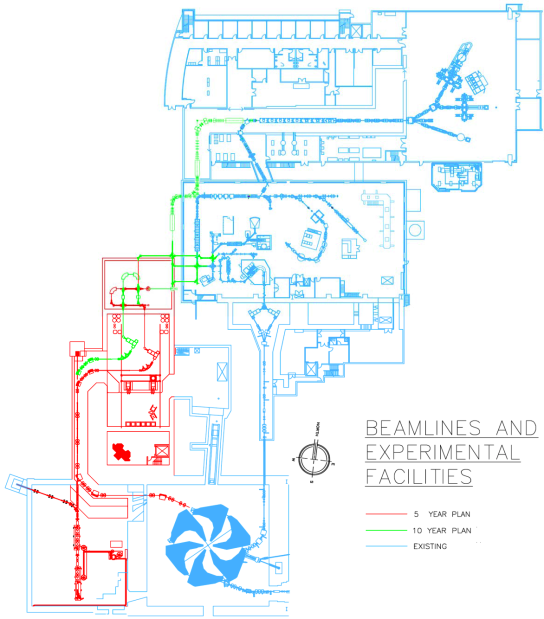 BEAMLINES AND
EXPERIMENTAL
FACILITIES
5 YEAR PLAN
10 YEAR PLAN
EXISTING